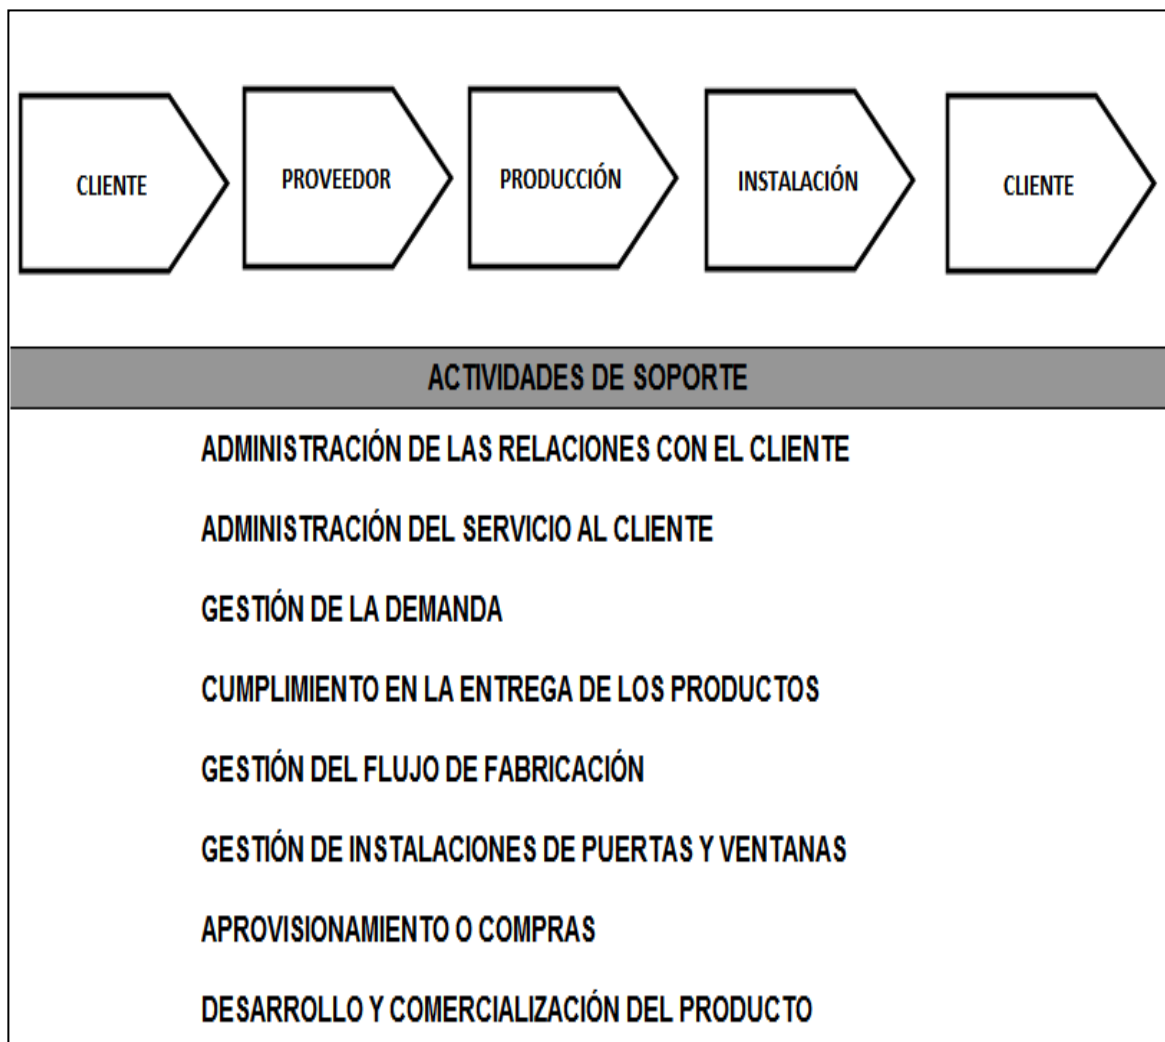 CLIENTE
PROVEEDOR
PRODUCCIÓN
INSTALACIÓN
CLIENTE
ACTIVIDADES DE SOPORTE
ADMINISTRACIÓN DE LAS RELACIONES CON EL CLIENTE
ADMINISTRACIÓN DEL SERVICIO AL CLIENTE
GESTIÓN DE LA DEMANDA
CUMPLIMIENTO EN LA ENTREGA DE LOS PRODUCTOS
GESTIÓN DEL FLUJO DE FABRICACIÓN
GESTIÓN DE INSTALACIONES DE PUERTAS Y VENTANAS
APROVISIONAMIENTO O COMPRAS
DESARROLLO Y COMERCIALIZACIÓN DEL PRODUCTO